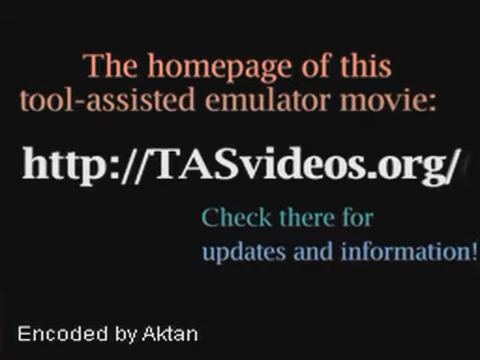 The homepage of this
tool-assisted emulator movie:
http://TASvideos.org/
Check there for
updates and information!
Encoded by Aktan